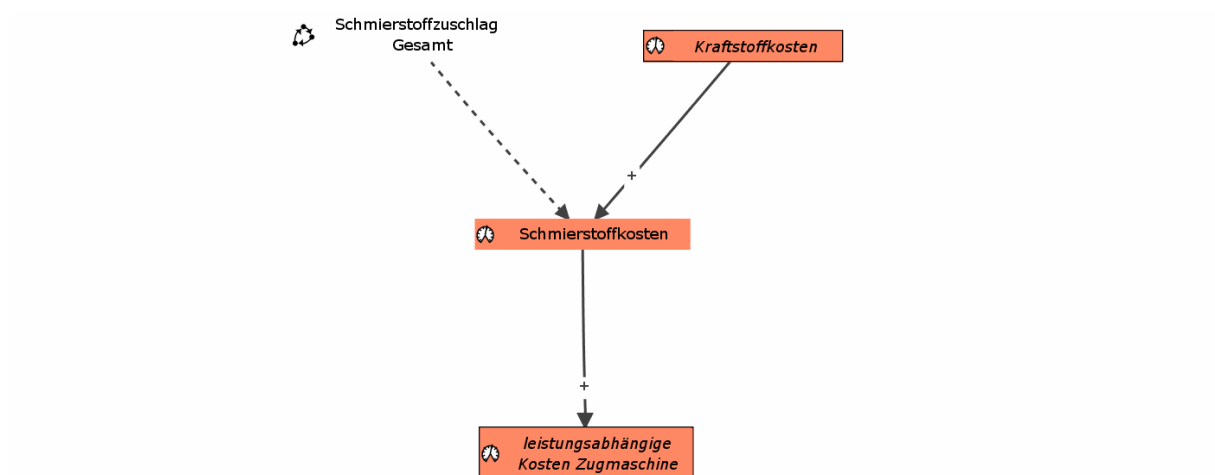 Schmierstoffzuschlag
Gesamt
Kraftstoffkosten
+
Schmierstoffkosten
+
leistungsabhängige
Kosten Zugmaschine